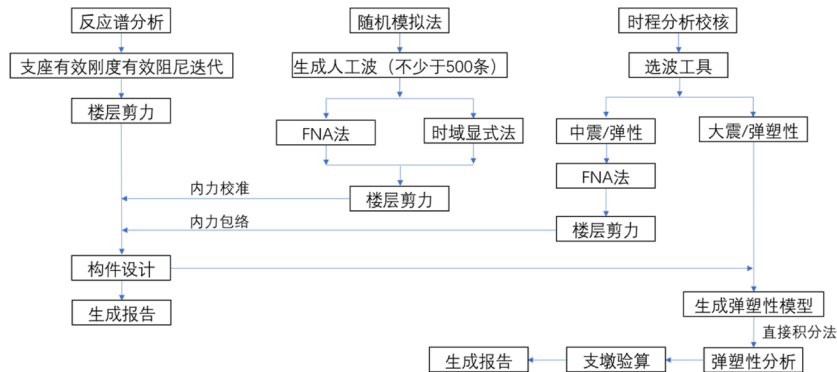 反应谱分析
随机模拟法
时程分析校核
支座有效刚度有效阻尼迭代
生成人工波（不少于500条）
选波工具
楼层剪力
FNA法
时域显式法
中震/弹性
大震/弹塑性
FNA法
内力校准
楼层剪力
内力包络
楼层剪力
构件设计
生成报告
生成弹塑性模型
直接积分法
生成报告
支墩验算
弹塑性分析